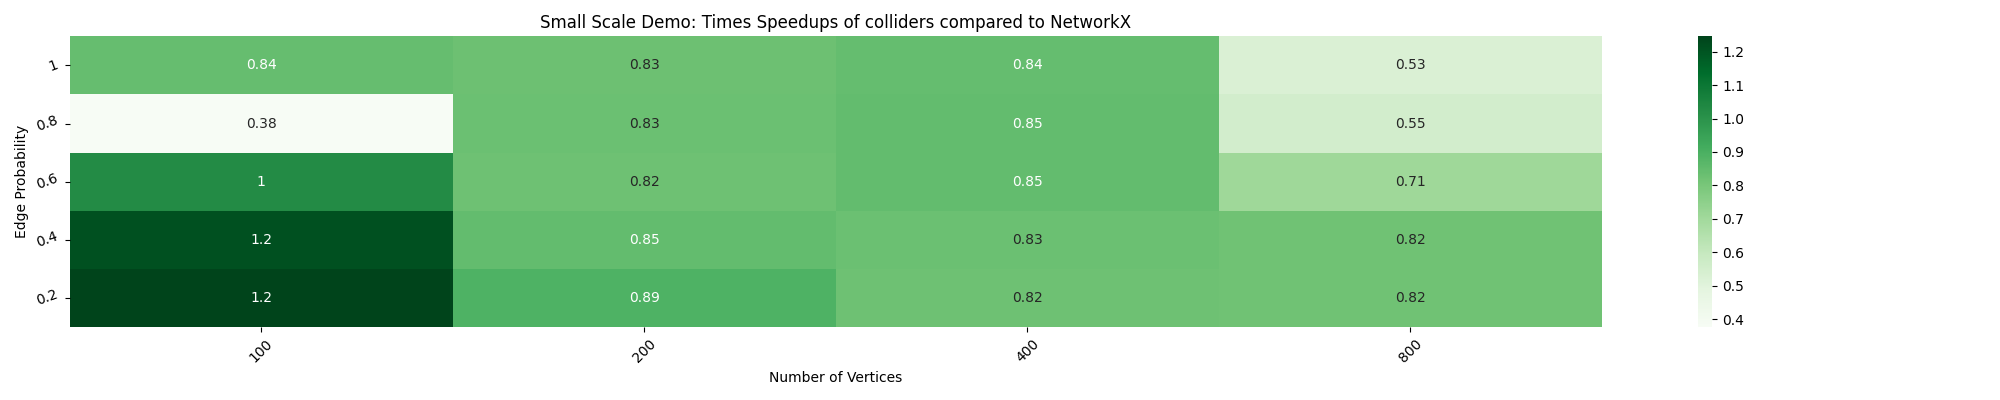 Small Scale Demo: Times Speedups of colliders compared to NetworkX
Edge Probability
1 0.84 0.83 0.84 0.53
0.8 0.38 0.83 0.85 0.55
0.6 1 0.82 0.85 0.71
0.4 1.2 0.85 0.83 0.82
0.2 1.2 0.89 0.82 0.82
100 200 400 800
Number of Vertices
1.2
1.1
1.0
0.9
0.8
0.7
0.6
0.5
0.4